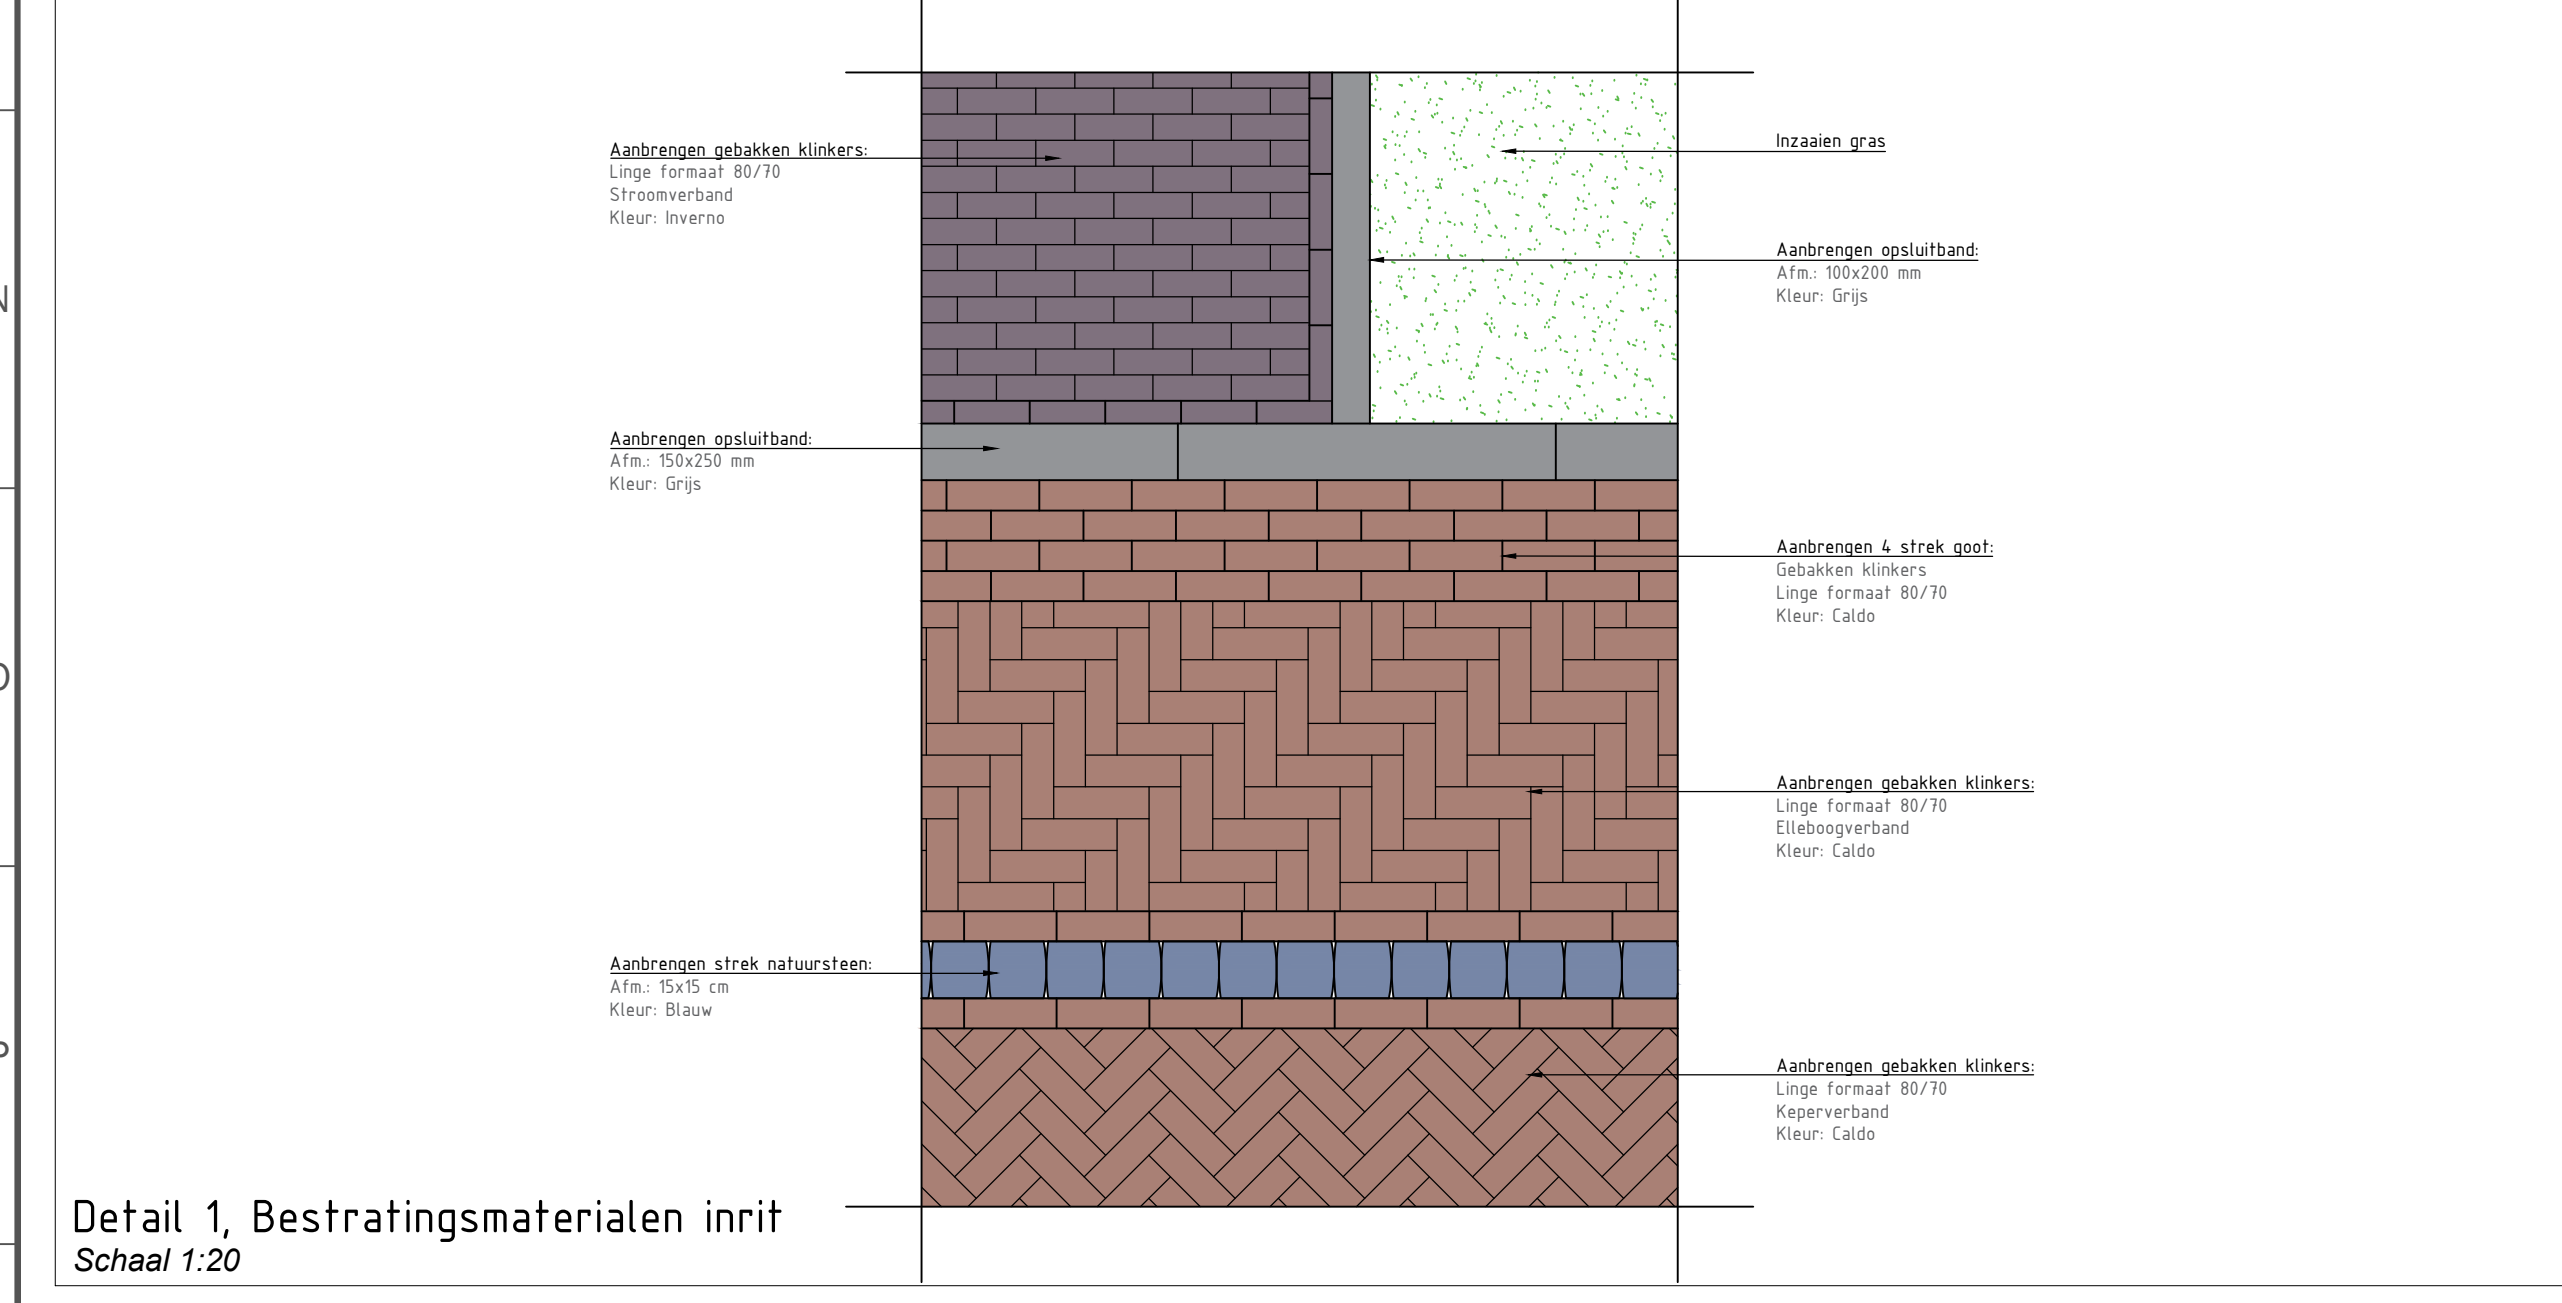 Aanbrengen gebakken klinkers:
Linge formaat 80/70
Stroomverband
Kleur: Inverno
Aanbrengen opsluitband:
Afm.: 150x250 mm
Kleur: Grijs
Aanbrengen strek natuursteen:
Afm.: 15x15 cm
Kleur: Blauw
Inzaaien gras
Aanbrengen opsluitband:
Afm.: 100x200 mm
Kleur: Grijs
Aanbrengen 4 strek goot:
Gebakken klinkers
Linge formaat 80/70
Kleur: Caldo
Aanbrengen gebakken klinkers:
Linge formaat 80/70
Elleboogverband
Kleur: Caldo
Aanbrengen gebakken klinkers:
Linge formaat 80/70
Keperverband
Kleur: Caldo
Detail 1, Bestratingsmaterialen inrit
Schaal 1:20